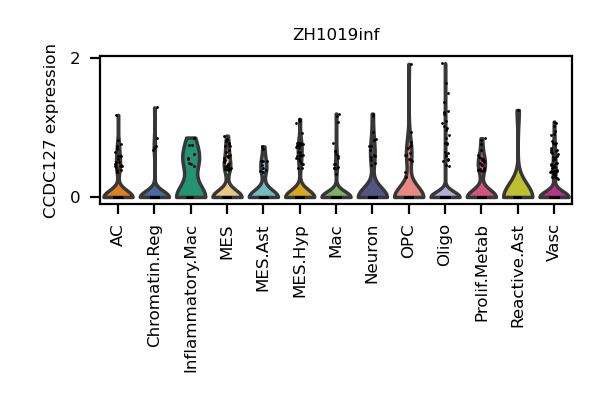 ZH1019inf
CCDC127 expression
2
0
AC
Chromatin.Reg
Inflammatory.Mac
MES
MES.Ast
MES.Hyp
Mac
Neuron
OPC
Oligo
Prolif.Metab
Reactive.Ast
Vasc